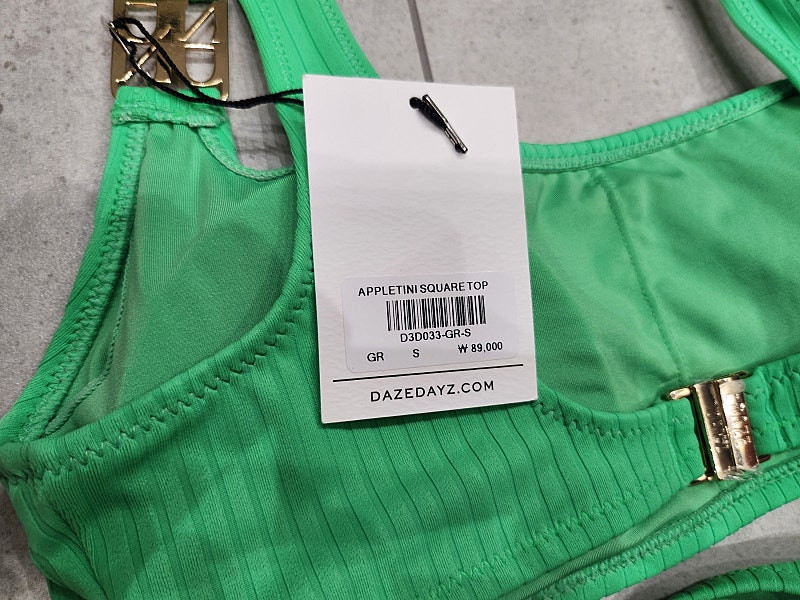 APPLETINI SQUARE TOP
D3D033-GR-S
GR S ₩ 89,000
DAZEDAYZ.COM